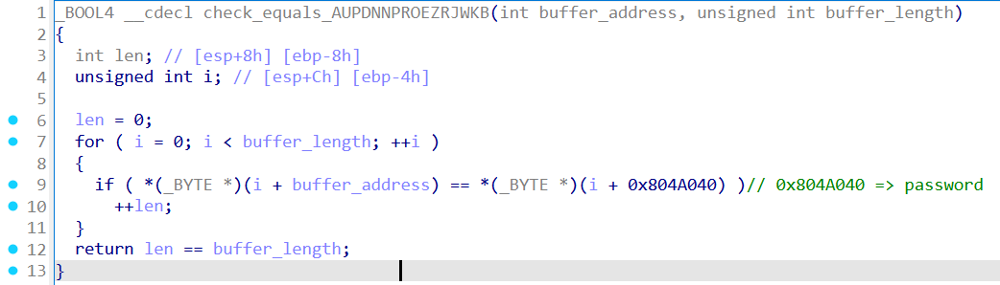 1 _BOOL4 __cdecl check_equals_AUPDNNPROEZRJWKB(int buffer_address, unsigned int buffer_length)
2 {
3   int len; // [esp+8h] [ebp-8h]
4   unsigned int i; // [esp+Ch] [ebp-4h]
5
6   len = 0;
7   for ( i = 0; i < buffer_length; ++i )
8   {
9     if ( *(_BYTE *)(i + buffer_address) == *(_BYTE *)(i + 0x804A040) )// 0x804A040 => password
10       ++len;
11   }
12   return len == buffer_length;
13 }